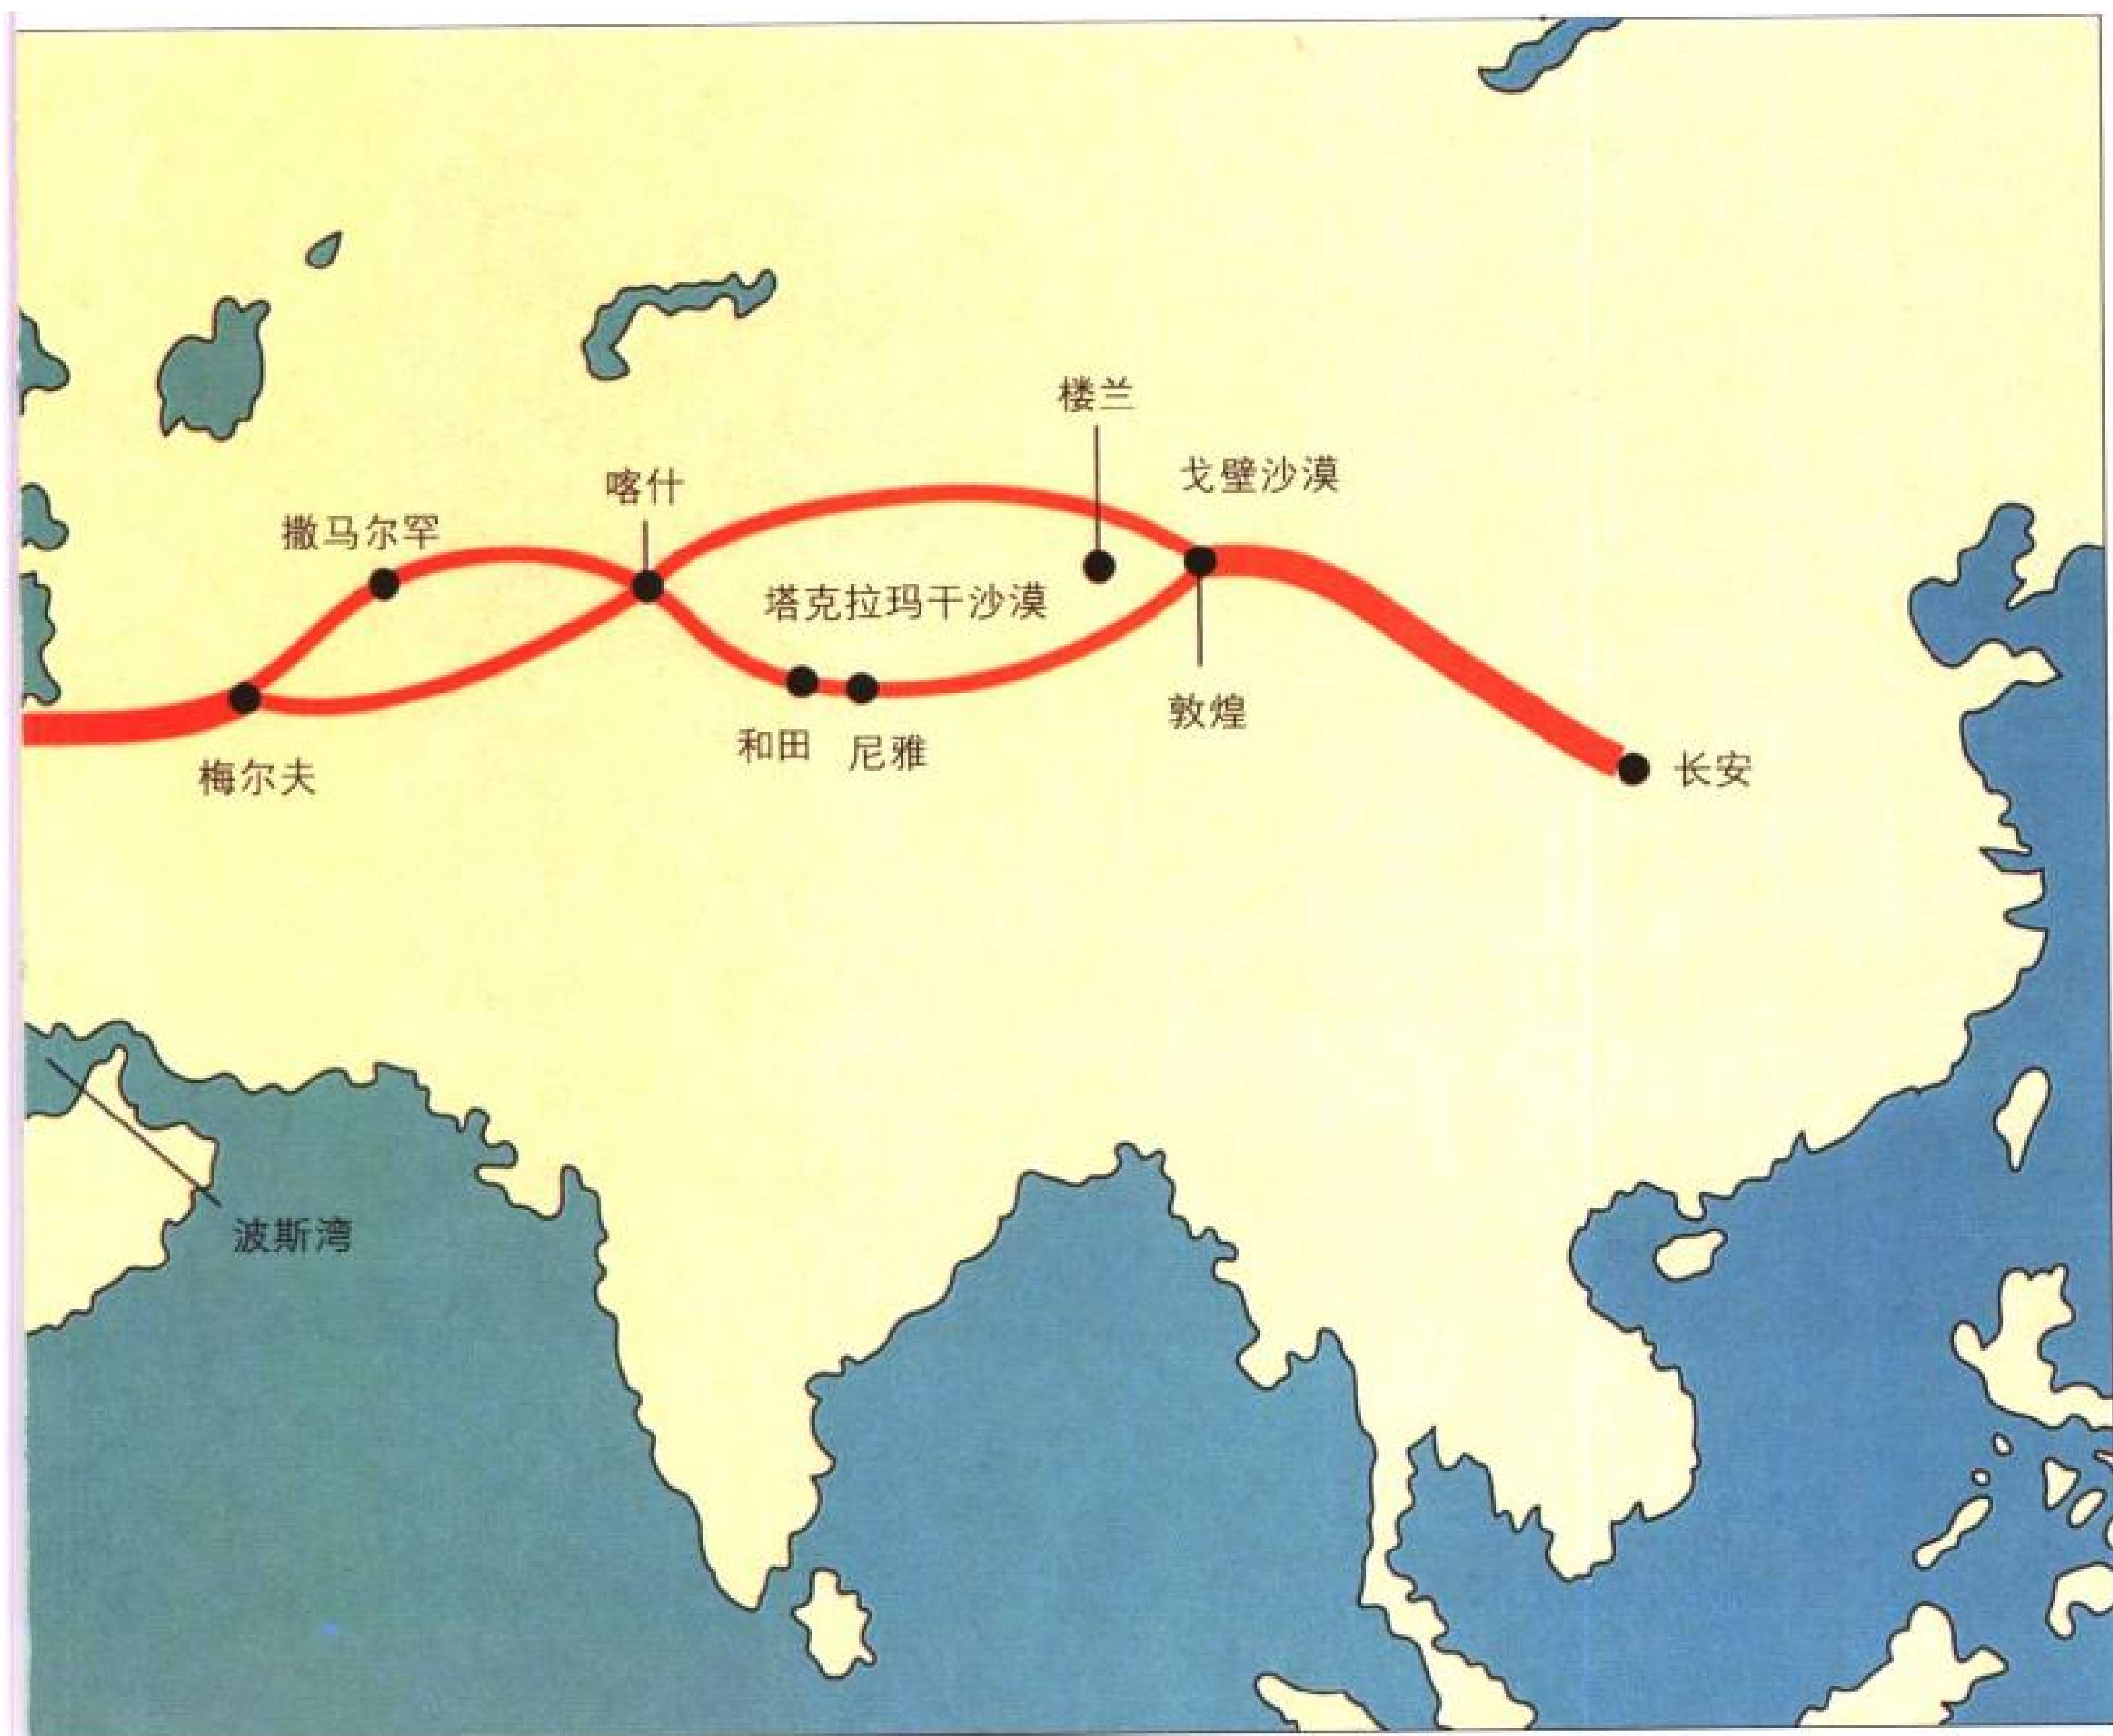 楼兰
戈壁沙漠
喀什
撒马尔罕
塔克拉玛干沙漠
敦煌
和田
尼雅
梅尔夫
长安
波斯湾